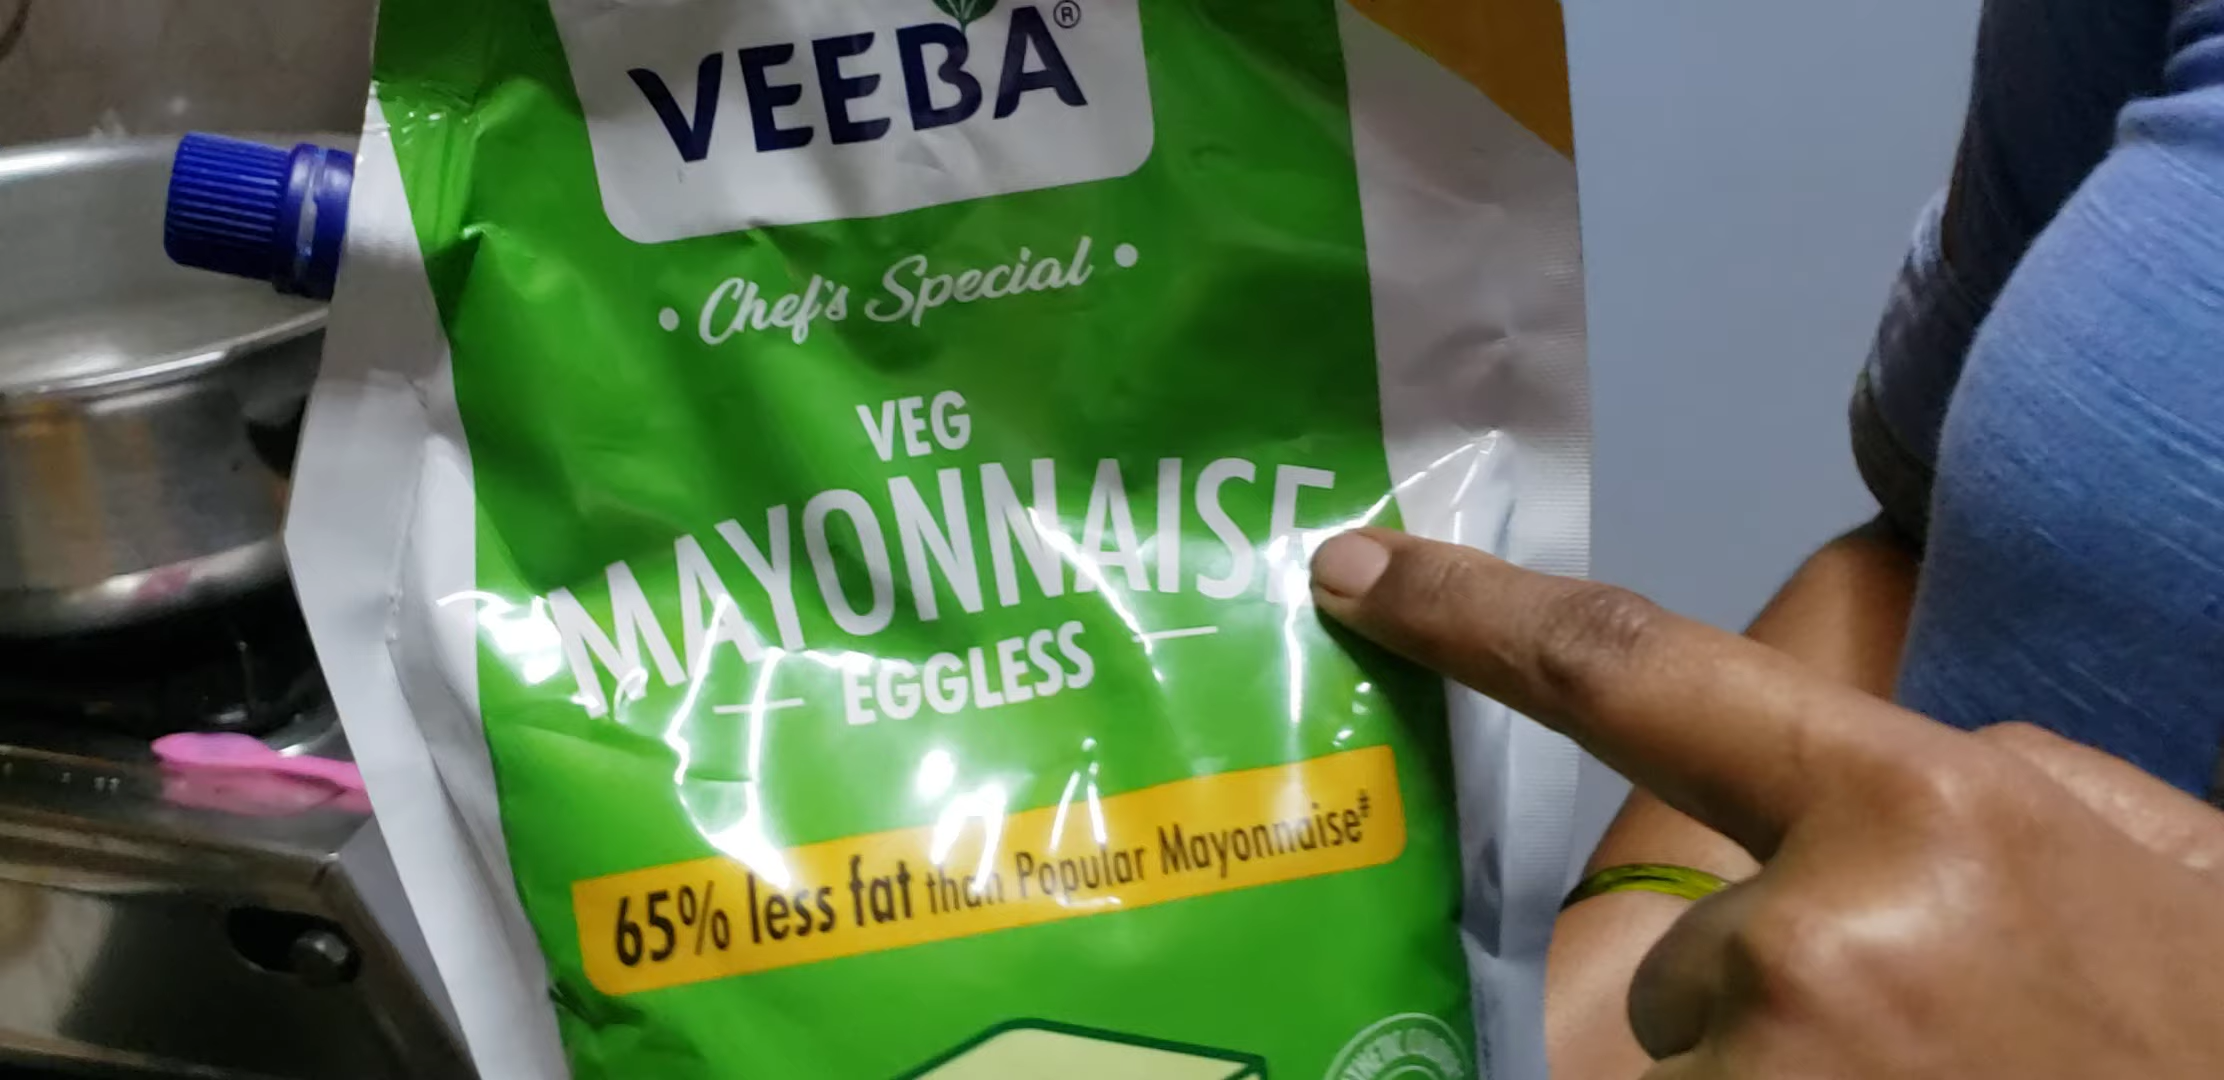 VEEBA®
• Chef's Special •
VEG
MAYONNAISE
EGGLESS
65% less fat than Popular Mayonnaise#